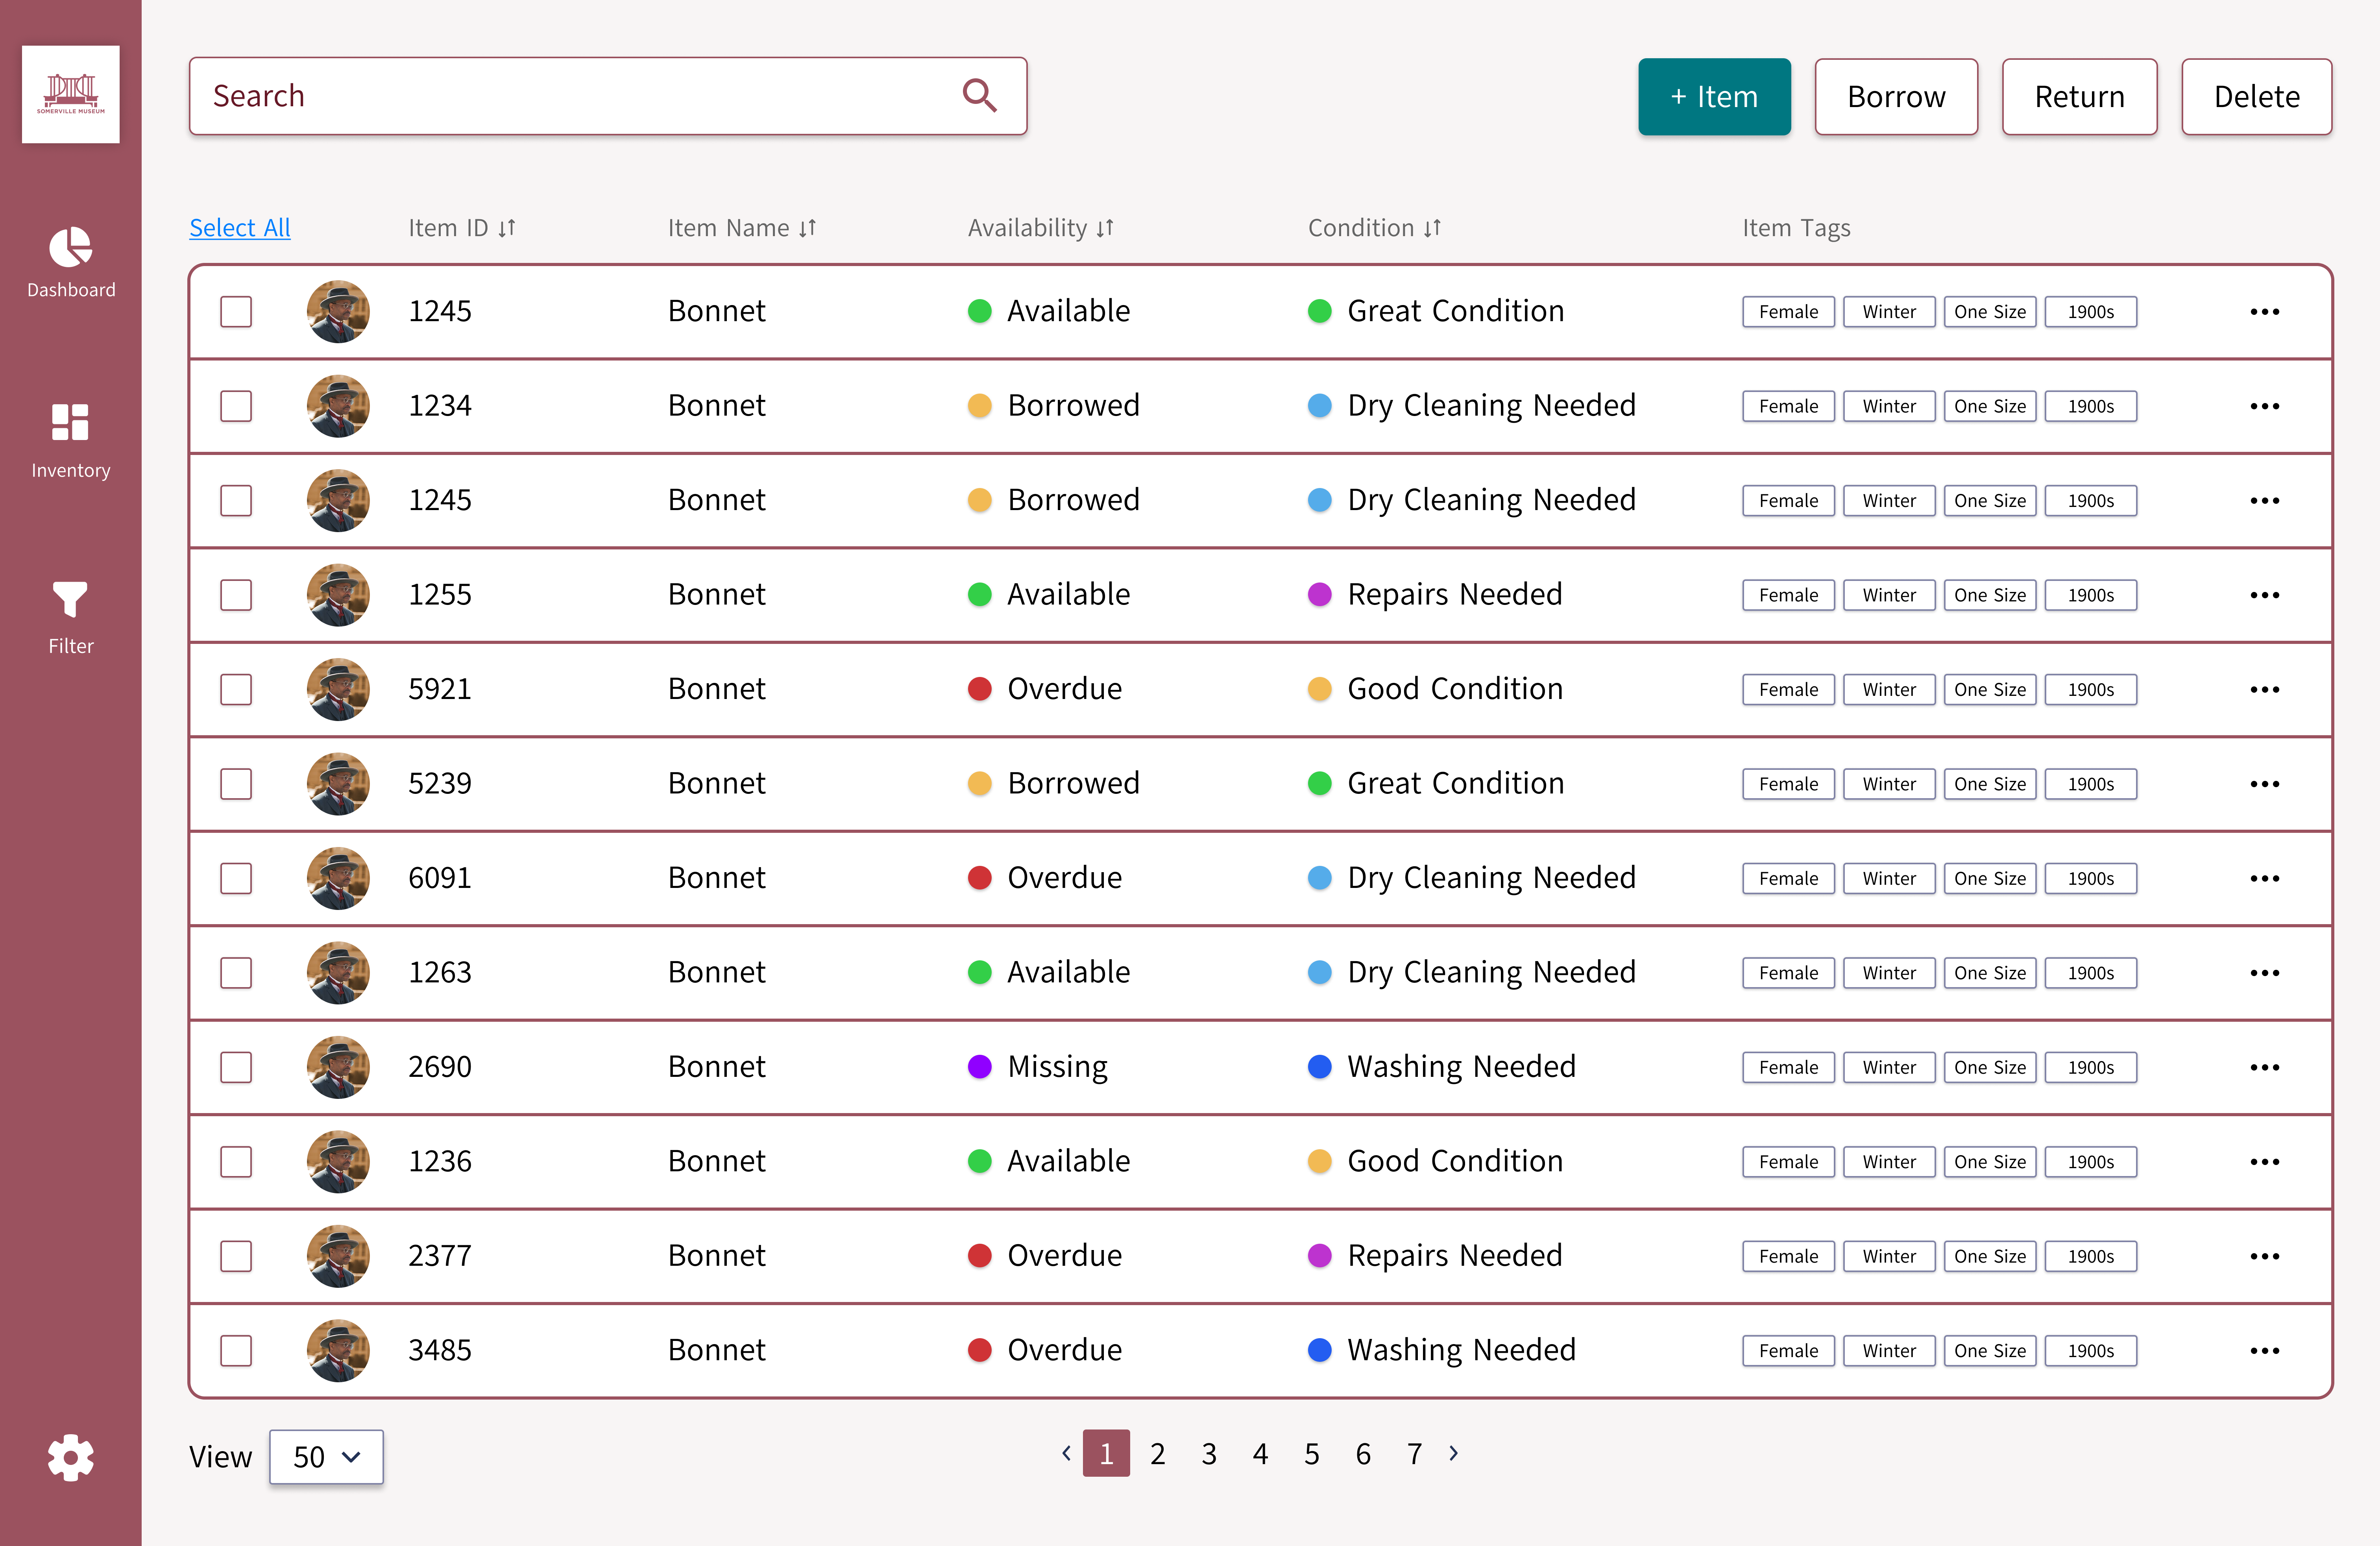 SOMERVILLE MUSEUM
Dashboard
Inventory
Filter
Search
+ Item Borrow Return Delete
Select All Item ID Item Name Availability Condition Item Tags
1245 Bonnet Available Great Condition Female Winter One Size 1900s
1234 Bonnet Borrowed Dry Cleaning Needed Female Winter One Size 1900s
1245 Bonnet Borrowed Dry Cleaning Needed Female Winter One Size 1900s
1255 Bonnet Available Repairs Needed Female Winter One Size 1900s
5921 Bonnet Overdue Good Condition Female Winter One Size 1900s
5239 Bonnet Borrowed Great Condition Female Winter One Size 1900s
6091 Bonnet Overdue Dry Cleaning Needed Female Winter One Size 1900s
1263 Bonnet Available Dry Cleaning Needed Female Winter One Size 1900s
2690 Bonnet Missing Washing Needed Female Winter One Size 1900s
1236 Bonnet Available Good Condition Female Winter One Size 1900s
2377 Bonnet Overdue Repairs Needed Female Winter One Size 1900s
3485 Bonnet Overdue Washing Needed Female Winter One Size 1900s
View 50 1 2 3 4 5 6 7